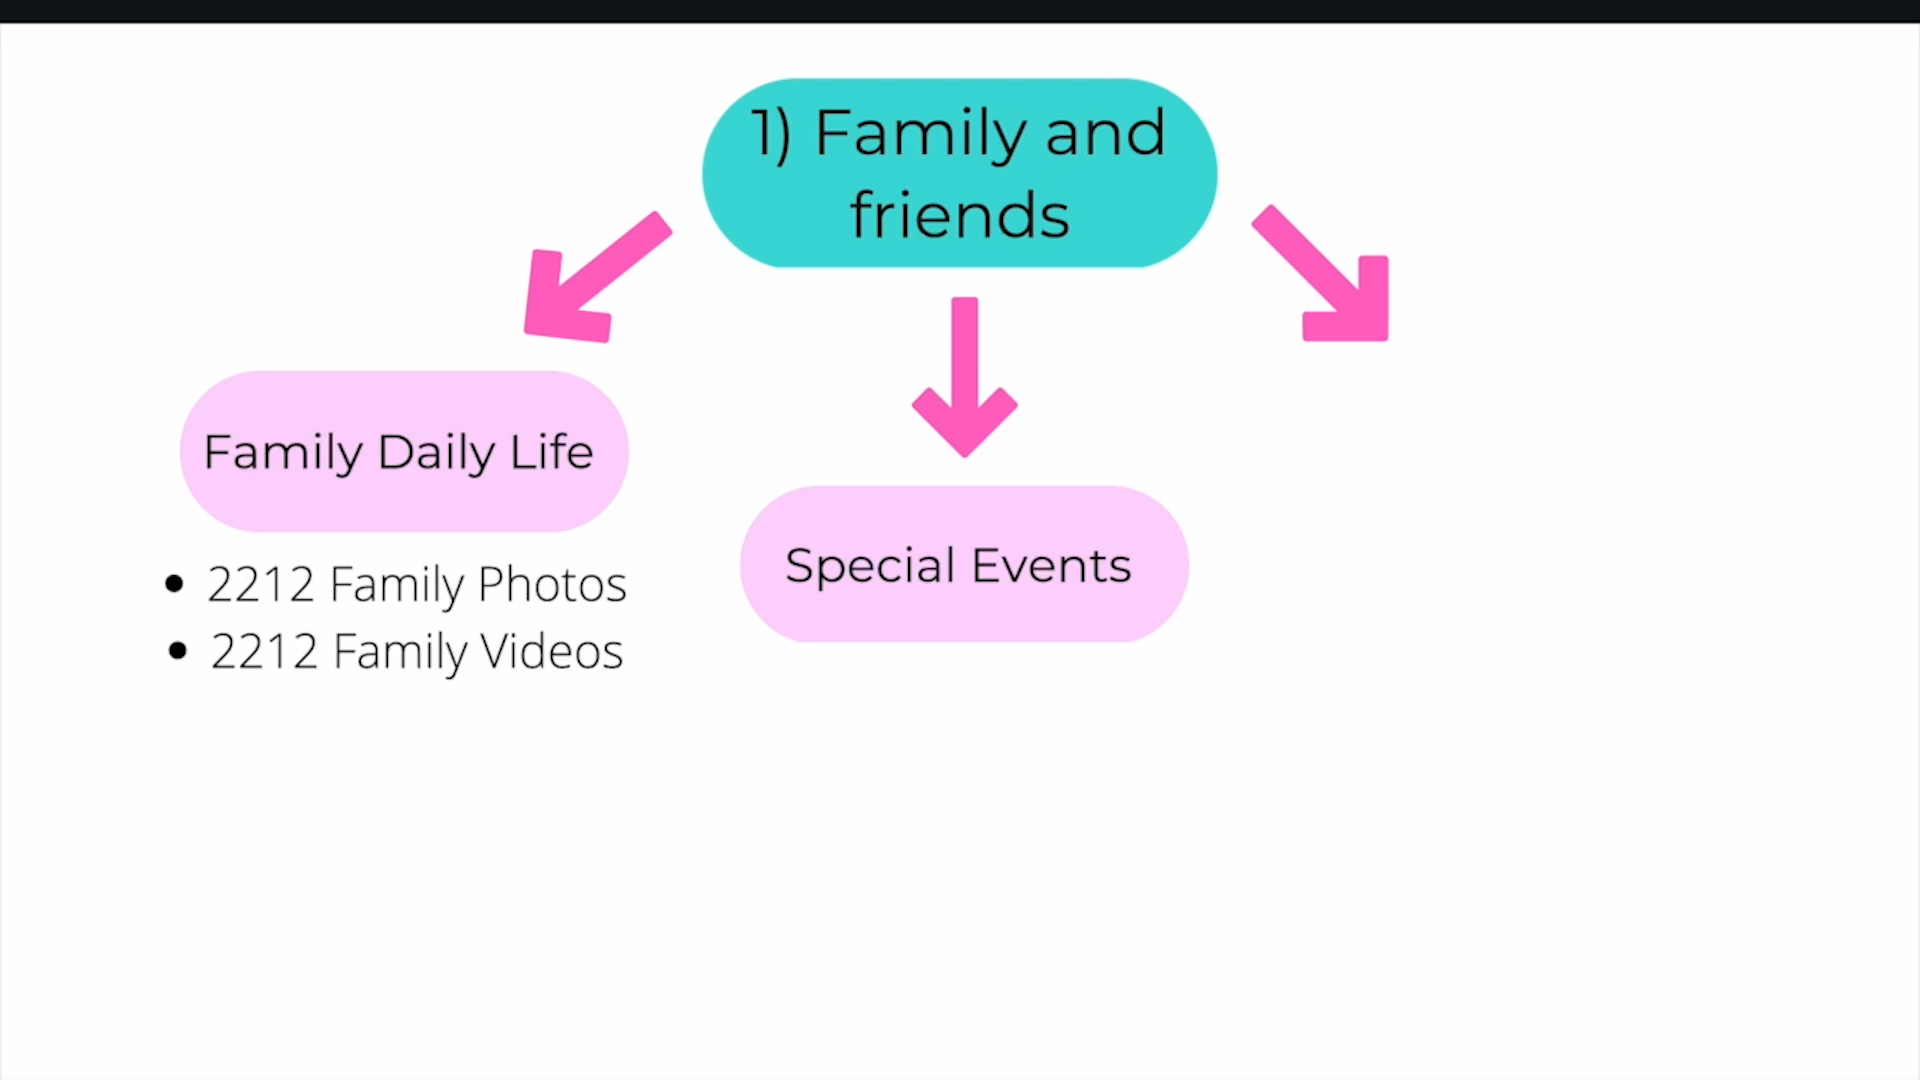 1) Family and
friends
Family Daily Life
• 2212 Family Photos
• 2212 Family Videos
Special Events